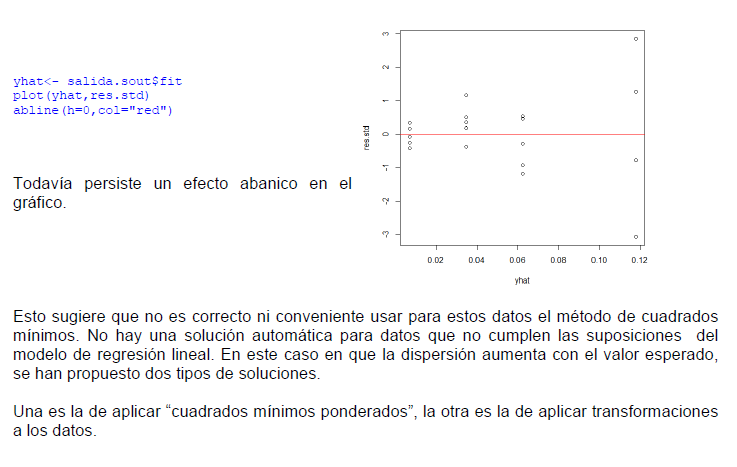 yhat<- salida.sout$fit
plot(yhat,res.std)
abline(h=0,col="red")
Todavía persiste un efecto abanico en el
gráfico.
res.std
3
2
1
0
-1
-2
-3
0.02 0.04 0.06 0.08 0.10 0.12
yhat
Esto sugiere que no es correcto ni conveniente usar para estos datos el método de cuadrados
mínimos. No hay una solución automática para datos que no cumplen las suposiciones del
modelo de regresión lineal. En este caso en que la dispersión aumenta con el valor esperado,
se han propuesto dos tipos de soluciones.
Una es la de aplicar “cuadrados mínimos ponderados”, la otra es la de aplicar transformaciones
a los datos.